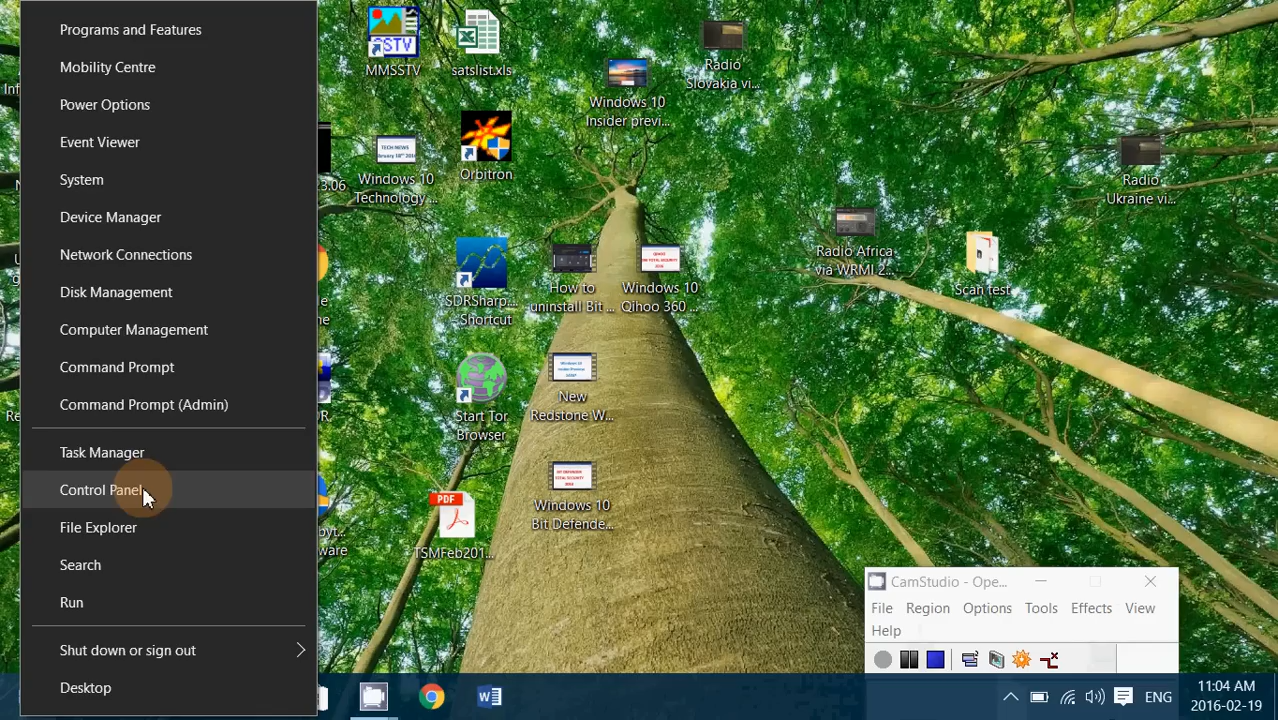 Programs and Features
Mobility Centre
Power Options
Event Viewer
System
Device Manager
Network Connections
Disk Management
Computer Management
Command Prompt
Command Prompt (Admin)
Task Manager
Control Panel
File Explorer
Search
Run
Shut down or sign out
Desktop
SSTV
MMSSTV
satslist.xls
Windows 10
Insider previ...
Radio
Slovakia vi...
TECH NEWS
Windows 10
Technology...
Orbitron
Radio
Ukraine vi...
Radio Africa
via WRMI 2...
Scan test
SDRSharp...
Shortcut
How to
uninstall Bit ...
Windows 10
Qihoo 360 ...
Start Tor
Browser
New
Redstone W...
PDF
TSMFeb201...
Windows 10
Bit Defende...
CamStudio - Ope...
File Region Options Tools Effects View
Help
ENG
11:04 AM
2016-02-19